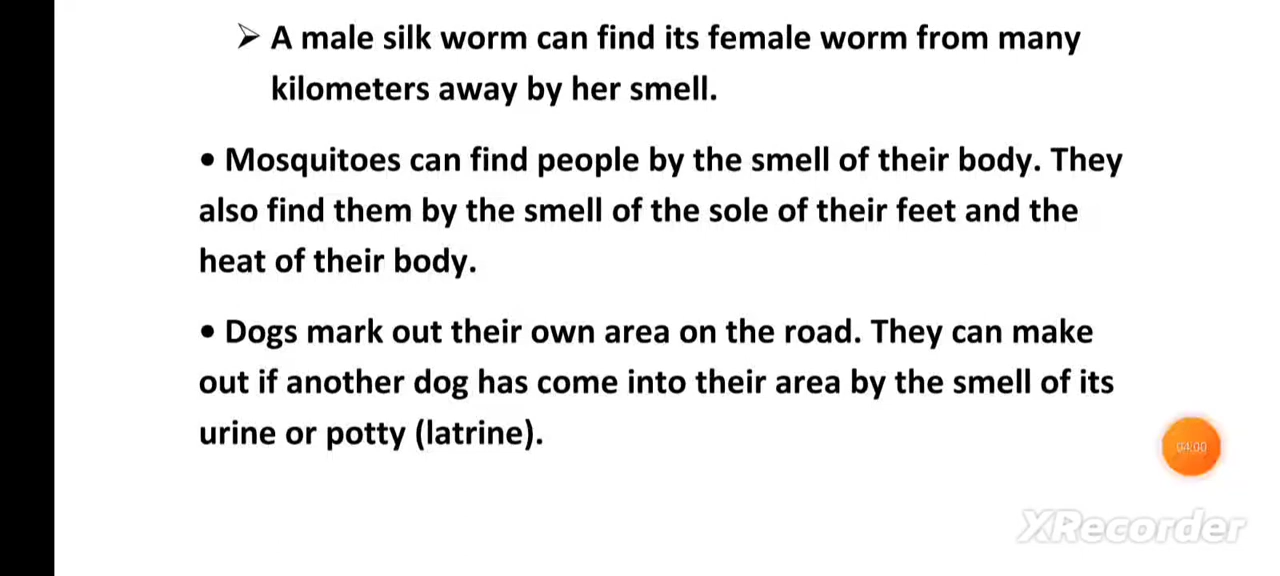 ➢ A male silk worm can find its female worm from many
kilometers away by her smell.
• Mosquitoes can find people by the smell of their body. They
also find them by the smell of the sole of their feet and the
heat of their body.
• Dogs mark out their own area on the road. They can make
out if another dog has come into their area by the smell of its
urine or potty (latrine).
04:00
XRecorder